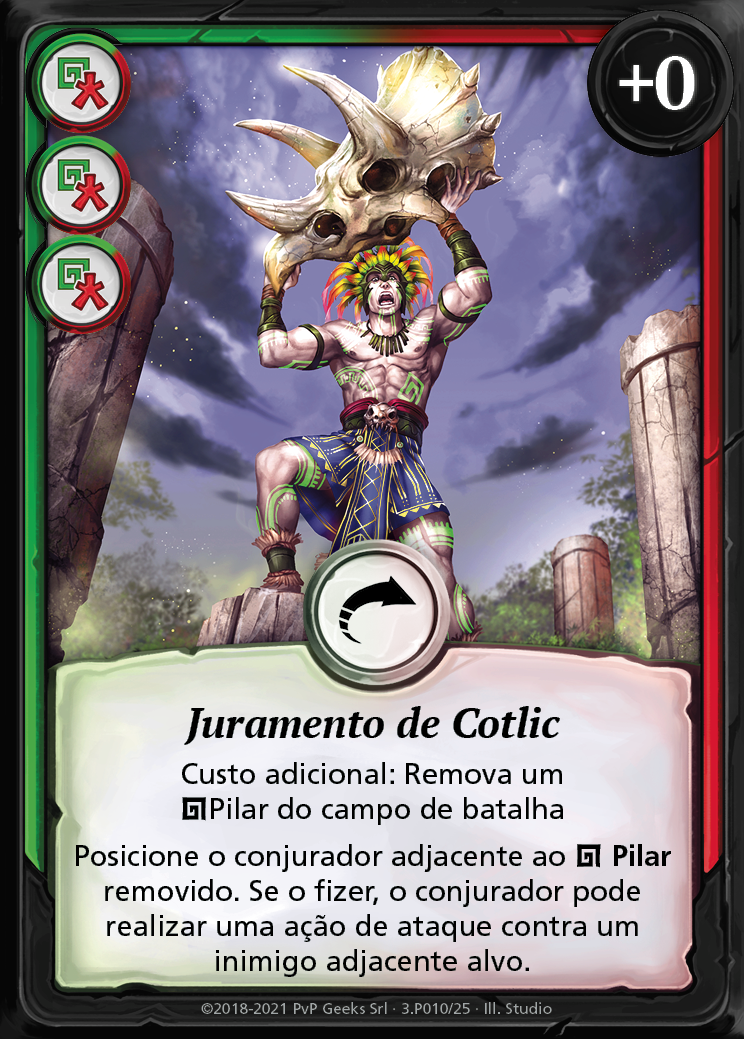 +0
Juramento de Cotlic
Custo adicional: Remova um
Pilar do campo de batalha
Posicione o conjurador adjacente ao Pilar
removido. Se o fizer, o conjurador pode
realizar uma ação de ataque contra um
inimigo adjacente alvo.
©2018-2021 PvP Geeks Srl · 3.P010/25 · Ill. Studio